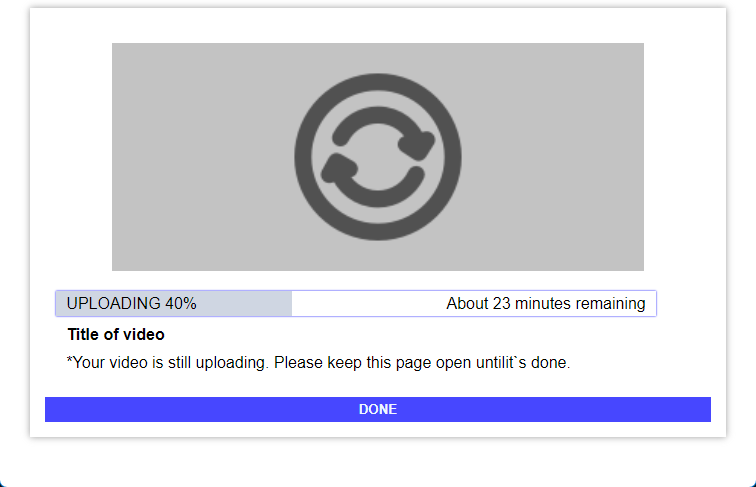 UPLOADING 40% About 23 minutes remaining
Title of video
*Your video is still uploading. Please keep this page open untilit`s done.
DONE